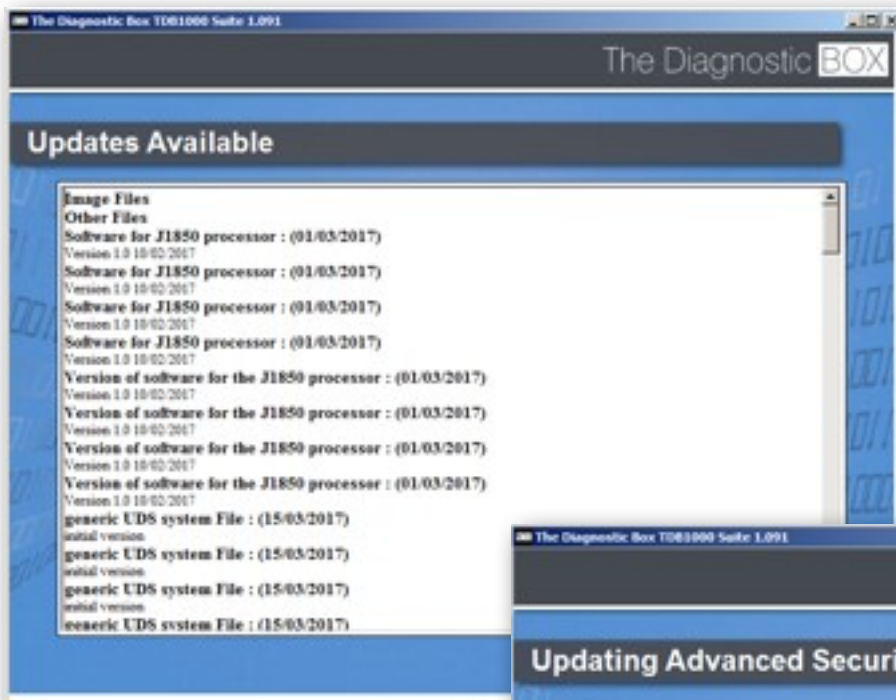 The Diagnostic Box TDB1000 Suite 1.091
The Diagnostic BOX
Updates Available
Image Files
Other Files
Software for J1850 processor : (01/03/2017)
Version 1.0 10/02/2017
Software for J1850 processor : (01/03/2017)
Version 1.0 10/02/2017
Software for J1850 processor : (01/03/2017)
Version 1.0 10/02/2017
Software for J1850 processor : (01/03/2017)
Version 1.0 10/02/2017
Version of software for the J1850 processor : (01/03/2017)
Version 1.0 10/02/2017
Version of software for the J1850 processor : (01/03/2017)
Version 1.0 10/02/2017
Version of software for the J1850 processor : (01/03/2017)
Version 1.0 10/02/2017
Version of software for the J1850 processor : (01/03/2017)
Version 1.0 10/02/2017
generic UDS system File : (15/03/2017)
initial version
generic UDS system File : (15/03/2017)
initial version
generic UDS system File : (15/03/2017)
initial version
generic UDS system File : (15/03/2017)
The Diagnostic Box TDB1000 Suite 1.091
Updating Advanced Securi